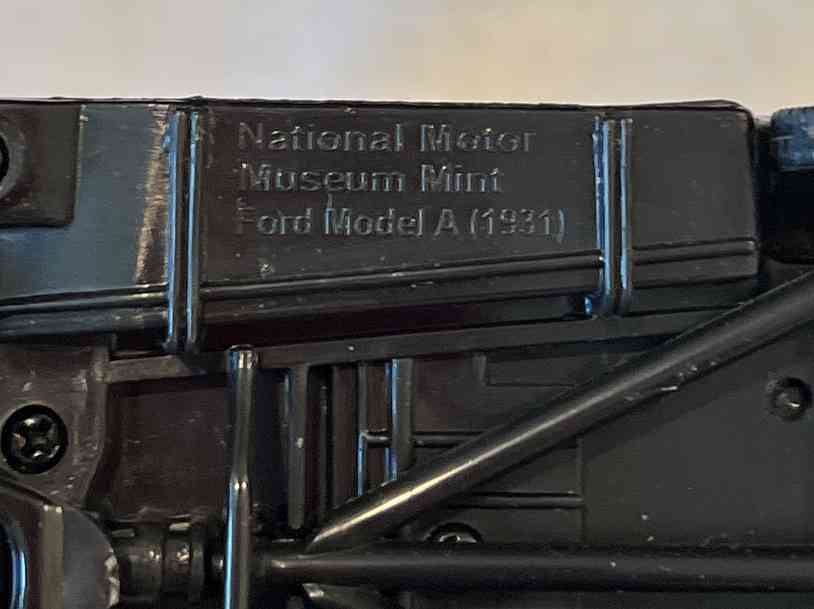 National Motor
Museum Mint
Ford Model A (1931)